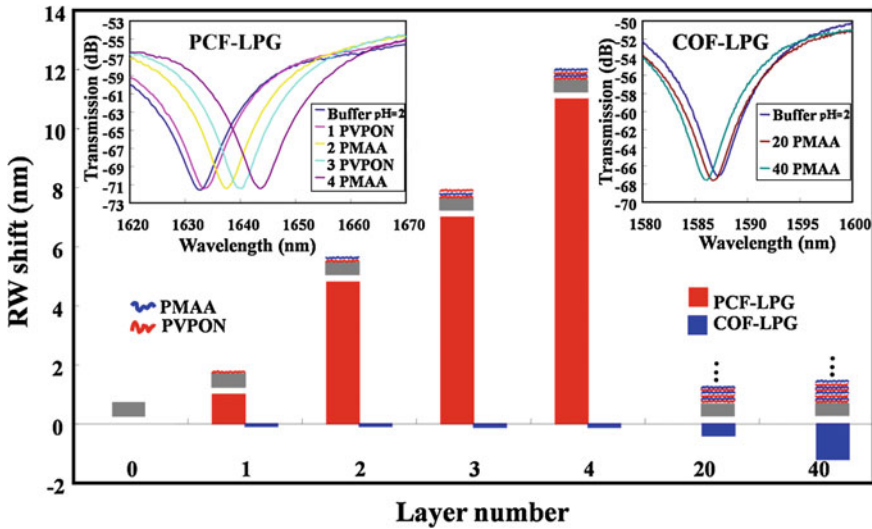 14
12
10
8
6
4
2
0
-2
RW shift (nm)
PCF-LPG
-53
-55
-57
-59
-61
-63
-65
-67
-69
-71
-73
Transmission (dB)
Buffer pH=2
1 PVPON
2 PMAA
3 PVPON
4 PMAA
1620 1630 1640 1650 1660 1670
Wavelength (nm)
COF-LPG
-50
-52
-54
-56
-58
-60
-62
-64
-66
-68
-70
Transmission (dB)
Buffer pH=2
20 PMAA
40 PMAA
1580 1585 1590 1595 1600
Wavelength (nm)
PMAA
PVPON
PCF-LPG
COF-LPG
0 1 2 3 4 20 40
Layer number